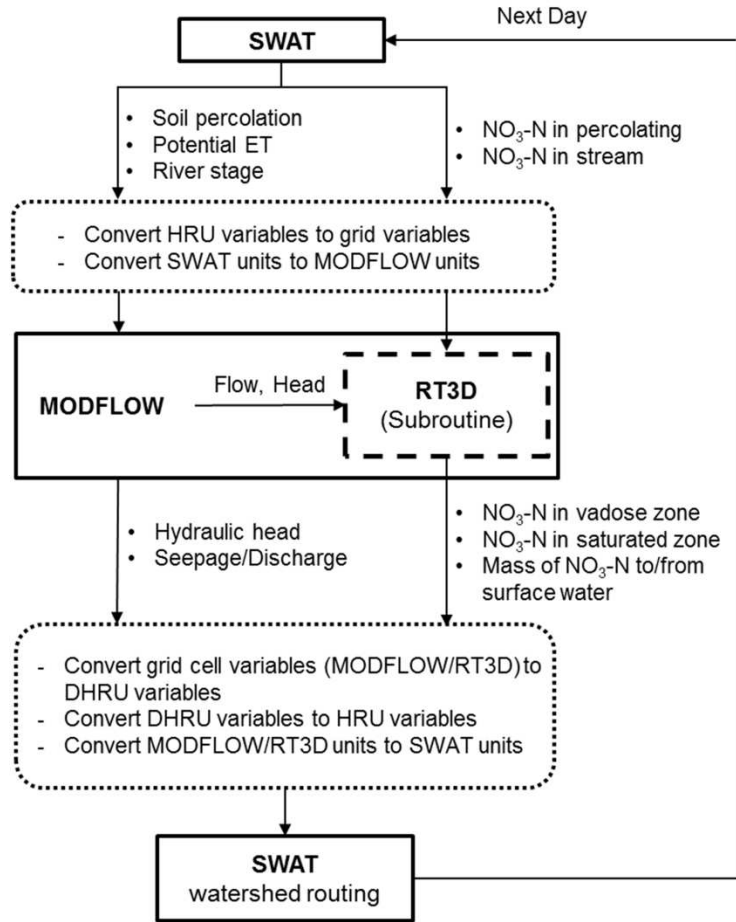 Next Day
SWAT
• Soil percolation
• Potential ET
• River stage
• NO₃-N in percolating
• NO₃-N in stream
- Convert HRU variables to grid variables
- Convert SWAT units to MODFLOW units
MODFLOW
Flow, Head
RT3D
(Subroutine)
• Hydraulic head
• Seepage/Discharge
• NO₃-N in vadose zone
• NO₃-N in saturated zone
• Mass of NO₃-N to/from
surface water
- Convert grid cell variables (MODFLOW/RT3D) to
DHRU variables
- Convert DHRU variables to HRU variables
- Convert MODFLOW/RT3D units to SWAT units
SWAT
watershed routing